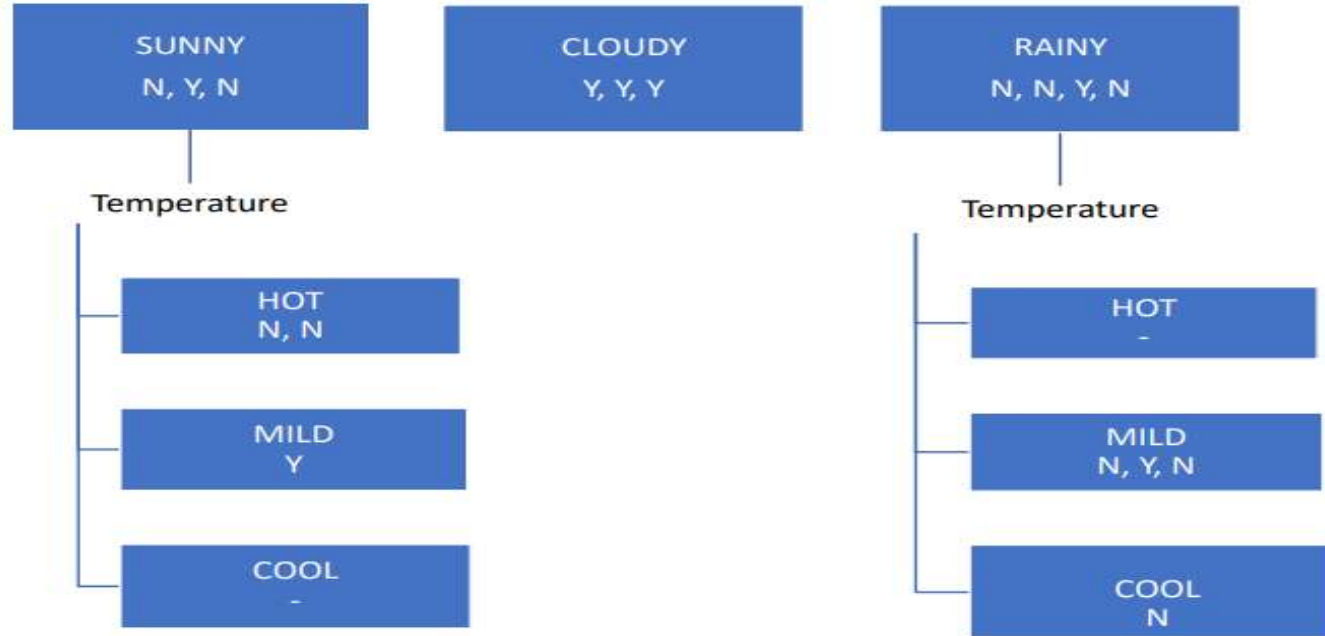 SUNNY
N, Y, N
CLOUDY
Y, Y, Y
RAINY
N, N, Y, N
Temperature
HOT
N, N
MILD
Y
COOL
-
Temperature
HOT
-
MILD
N, Y, N
COOL
N